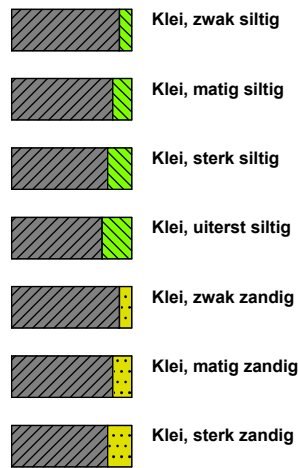 Klei, zwak siltig
Klei, matig siltig
Klei, sterk siltig
Klei, uiterst siltig
Klei, zwak zandig
Klei, matig zandig
Klei, sterk zandig